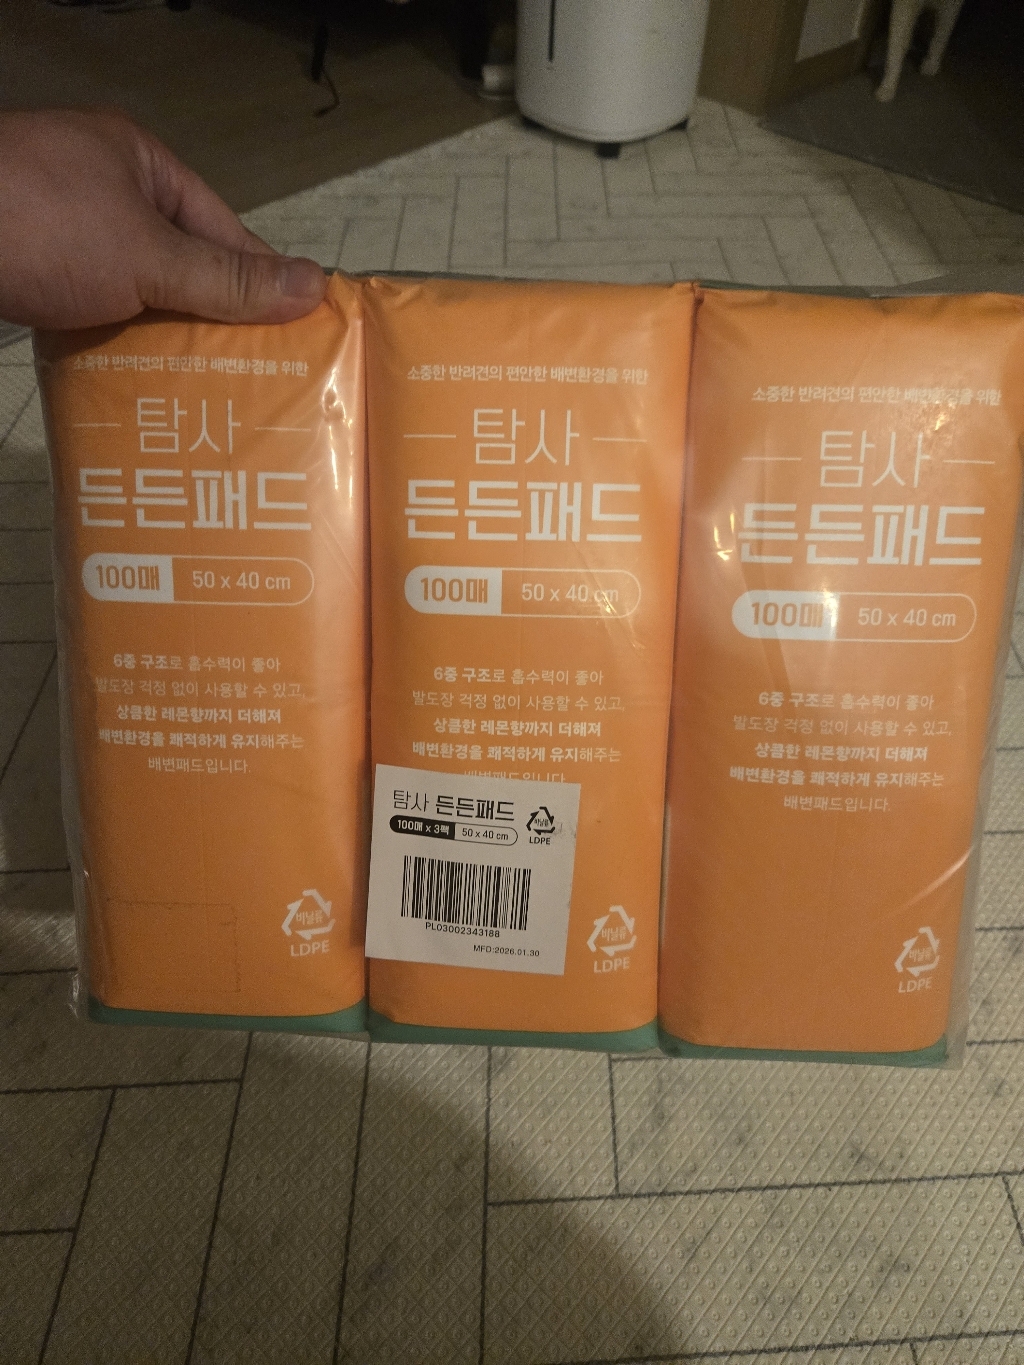 소중한 반려견의 편안한 배변환경을 위한
탐사
든든패드
100매 50 x 40 cm
6중 구조로 흡수력이 좋아
발도장 걱정 없이 사용할 수 있고,
상큼한 레몬향까지 더해져
배변환경을 쾌적하게 유지해주는
배변패드입니다.
비닐류
LDPE
소중한 반려견의 편안한 배변환경을 위한
탐사
든든패드
100매 50 x 40 cm
6중 구조로 흡수력이 좋아
발도장 걱정 없이 사용할 수 있고,
상큼한 레몬향까지 더해져
배변환경을 쾌적하게 유지해주는
배변패드입니다.
탐사 든든패드
100매 x 3팩 50 x 40 cm
비닐류
LDPE
PL03002343188
MFD:2026.01.30
비닐류
LDPE
소중한 반려견의 편안한 배변환경을 위한
탐사
든든패드
100매 50 x 40 cm
6중 구조로 흡수력이 좋아
발도장 걱정 없이 사용할 수 있고,
상큼한 레몬향까지 더해져
배변환경을 쾌적하게 유지해주는
배변패드입니다.
비닐류
LDPE